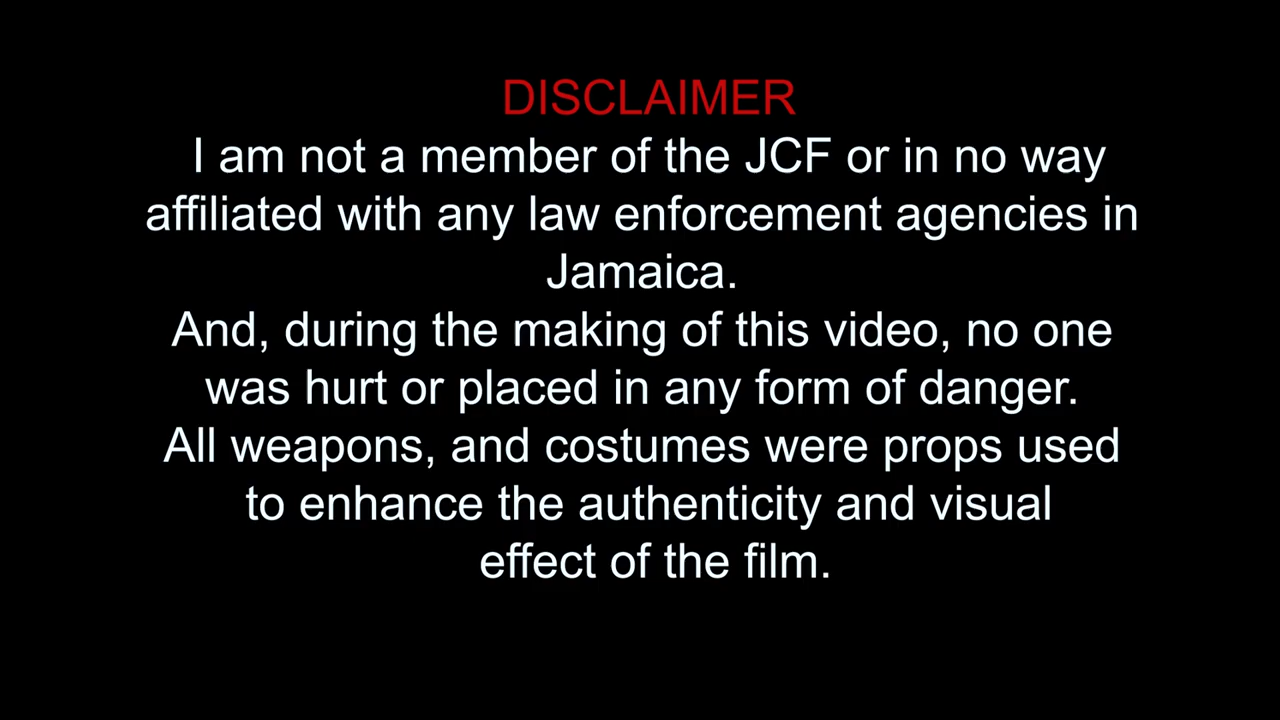 DISCLAIMER
I am not a member of the JCF or in no way
affiliated with any law enforcement agencies in
Jamaica.
And, during the making of this video, no one
was hurt or placed in any form of danger.
All weapons, and costumes were props used
to enhance the authenticity and visual
effect of the film.